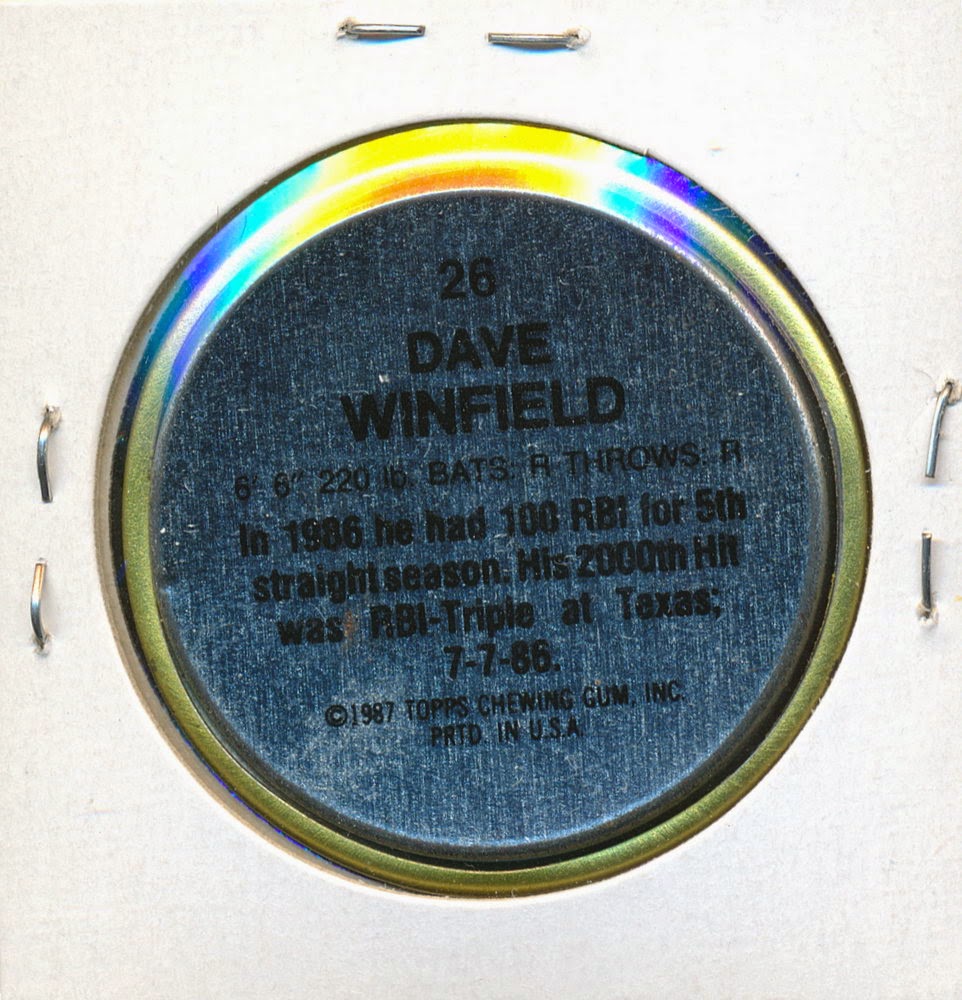 26
DAVE
WINFIELD
6' 6" 220 lb. BATS: R THROWS: R
In 1986 he had 100 RBI for 5th
straight season. His 2000th Hit
was RBI-Triple at Texas;
7-7-86.
©1987 TOPPS CHEWING GUM, INC.
PRTD. IN U.S.A.